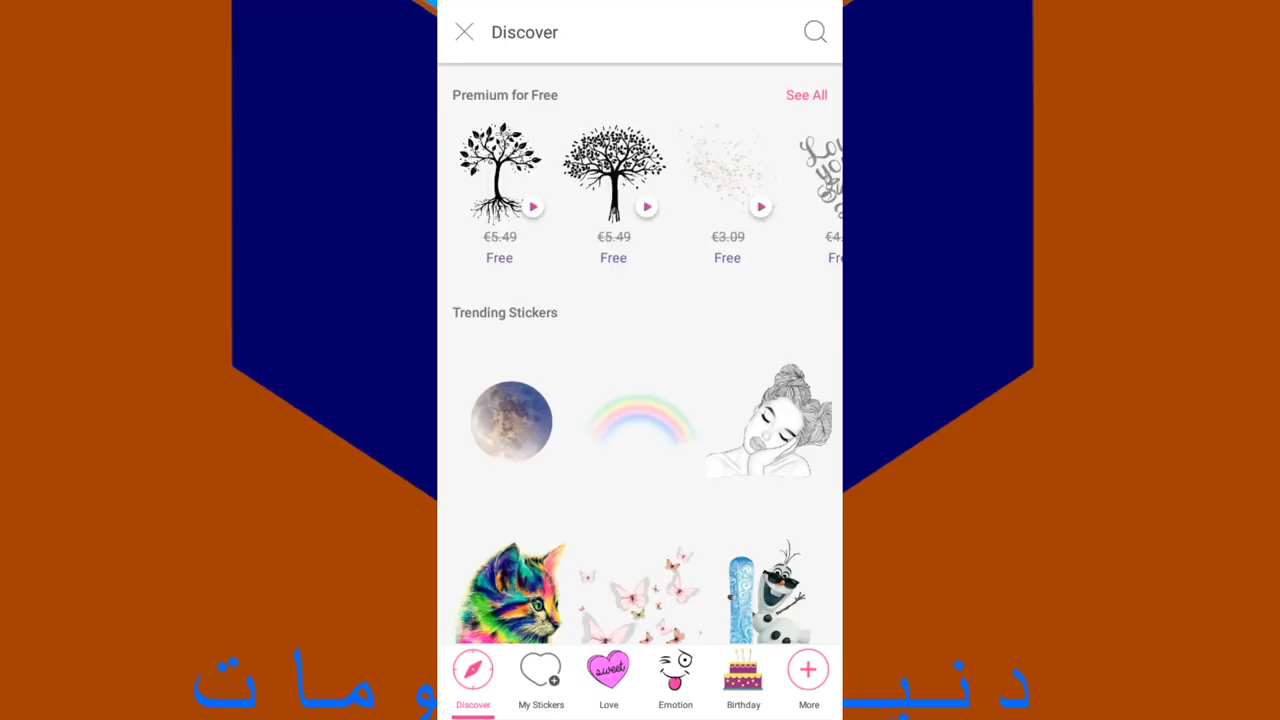 Discover
Premium for Free
See All
€5.49
€5.49
€3.09
Free
Free
Free
Trending Stickers
sweet
Discover
My Stickers
Love
Emotion
Birthday
More